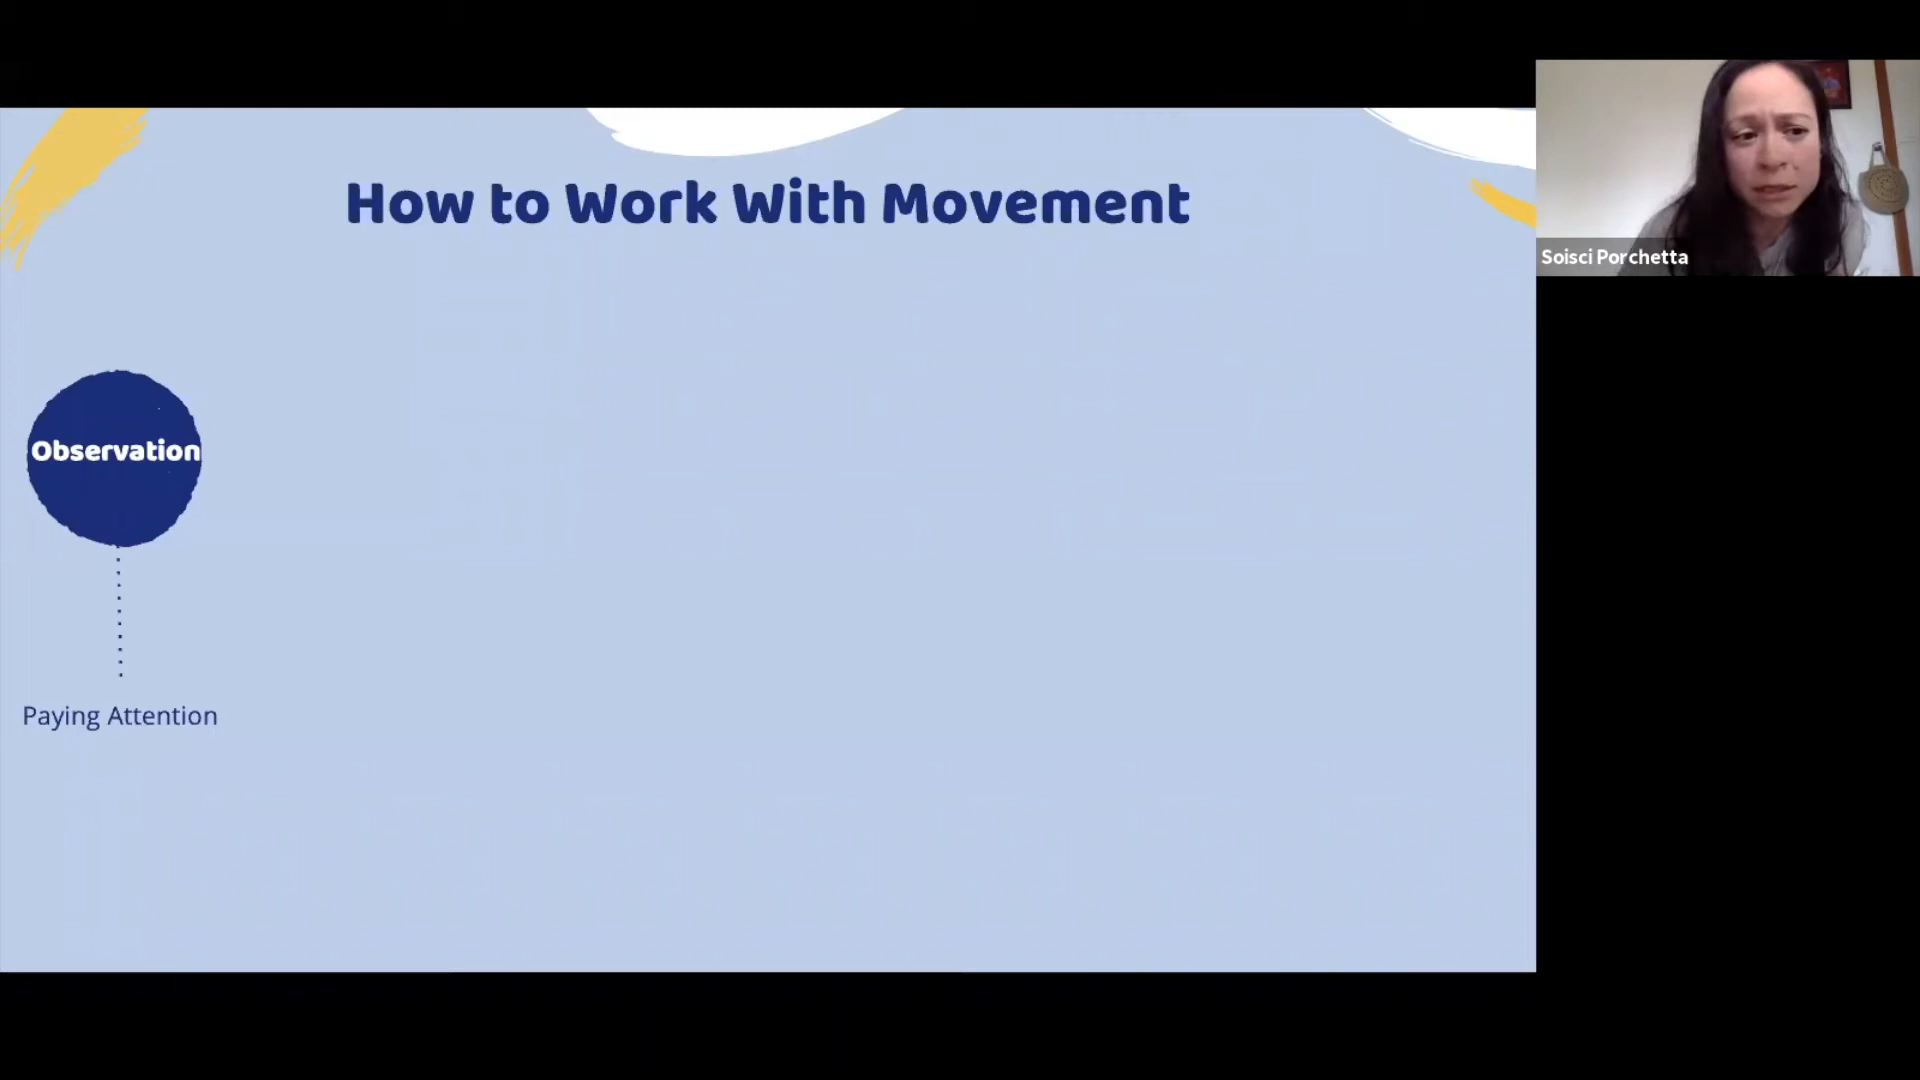 How to Work With Movement
Soisci Porchetta
Observation
Paying Attention